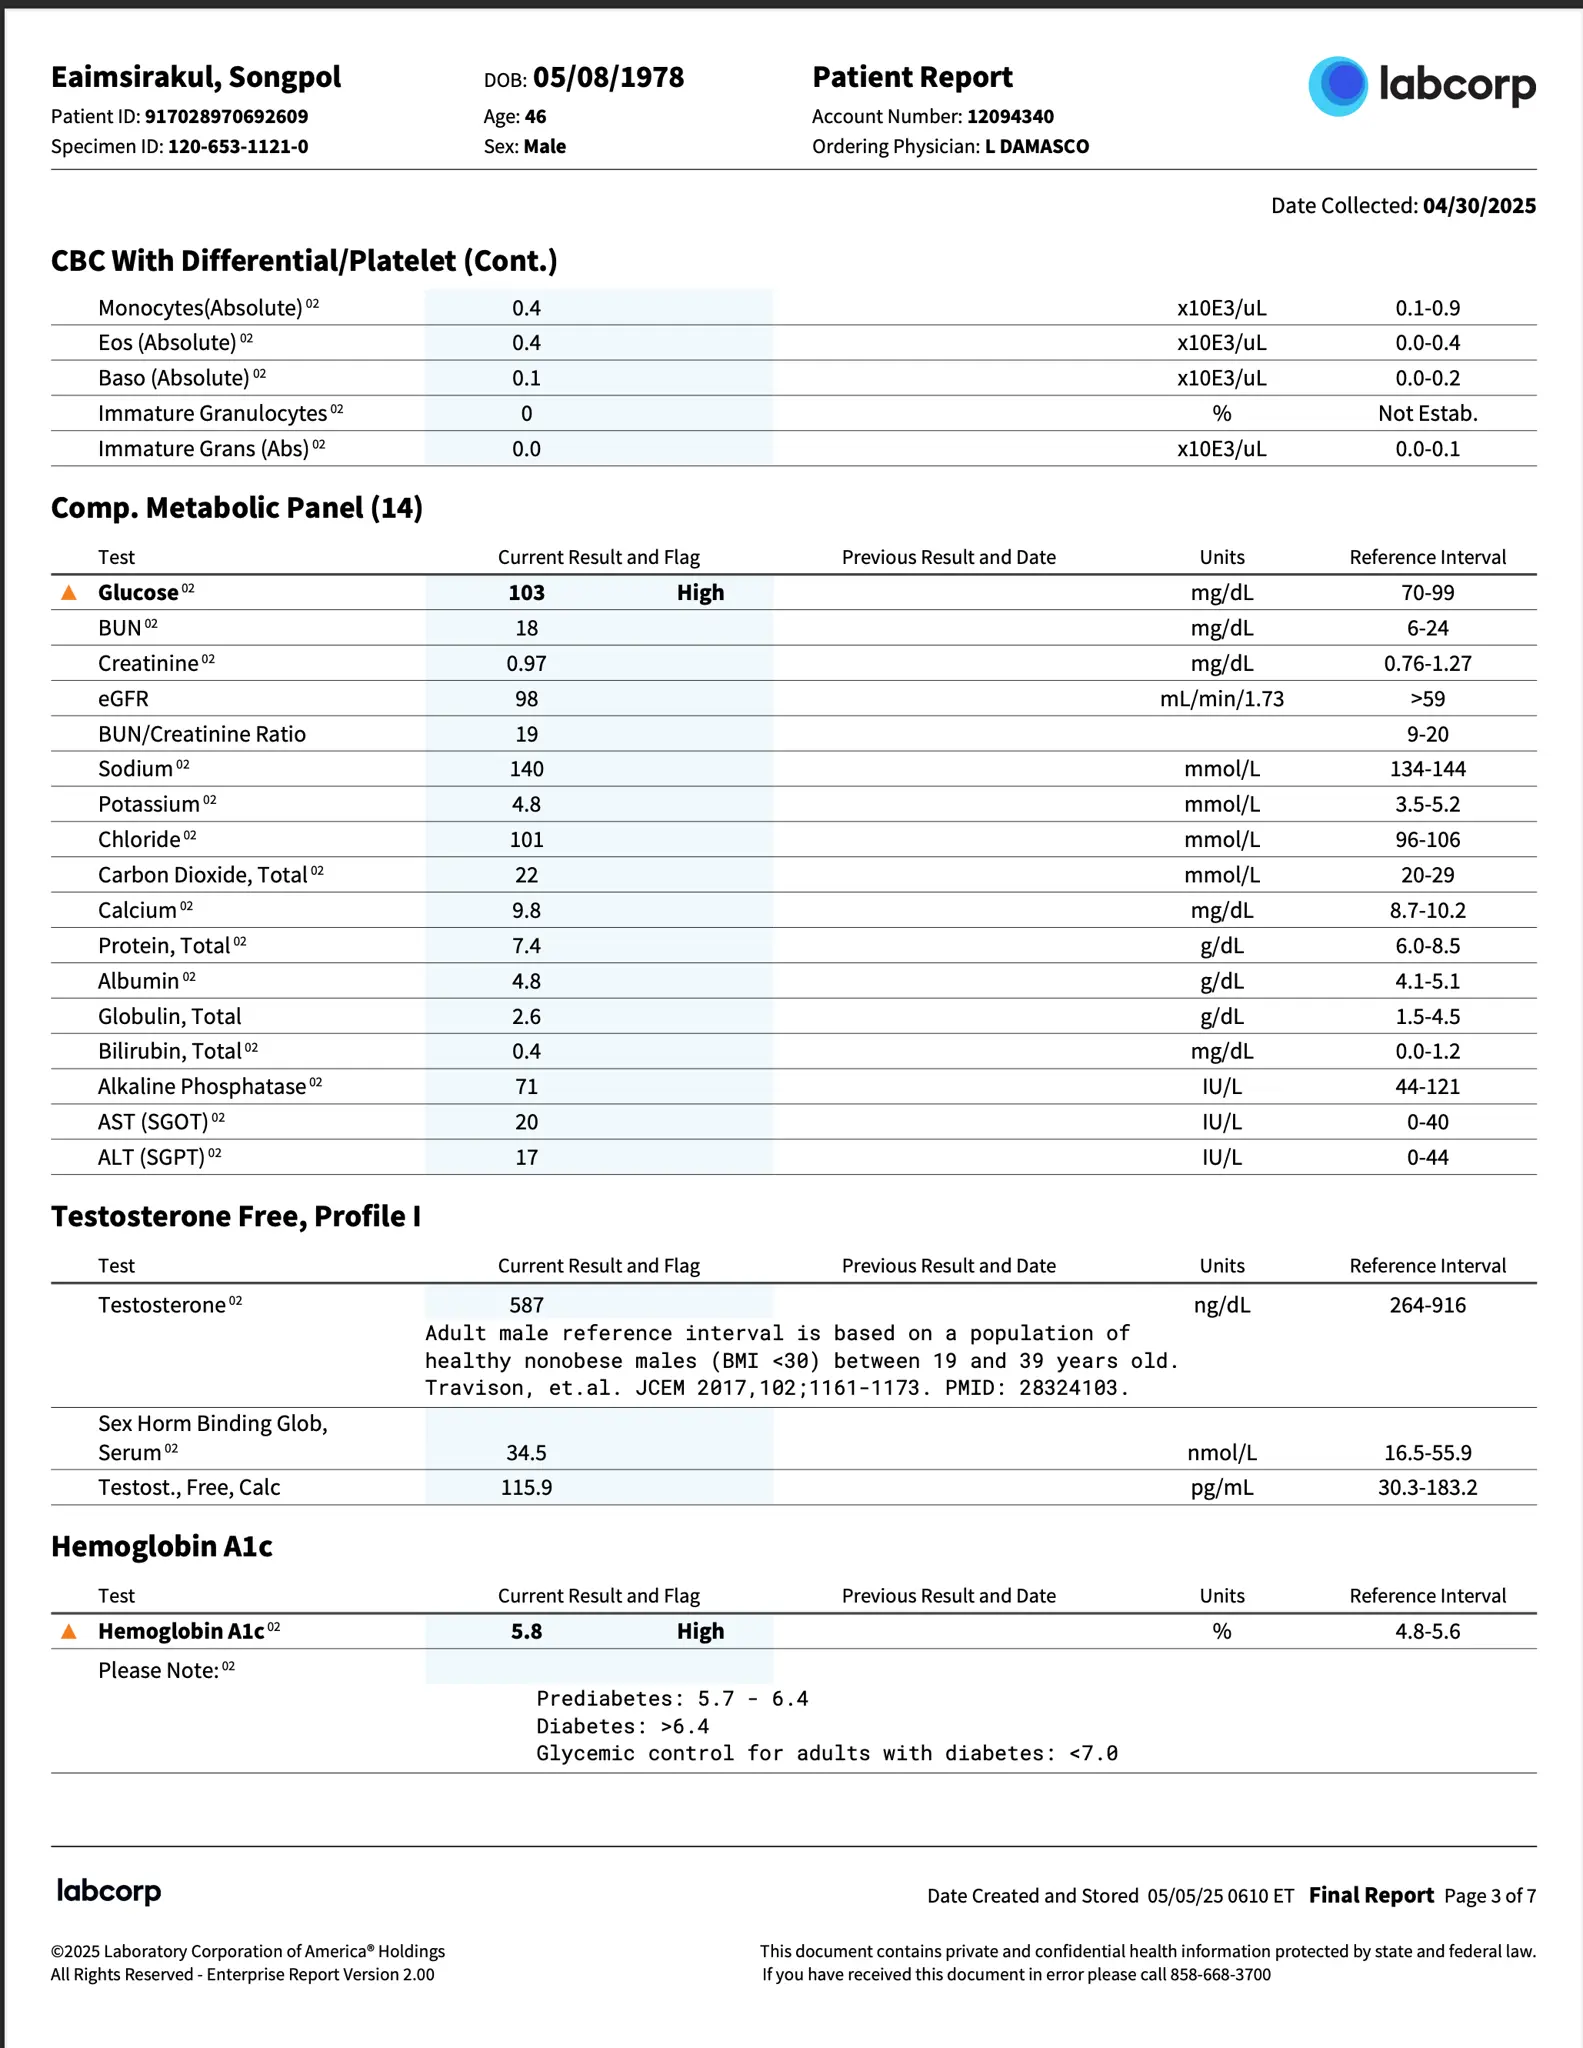 Eaimsirakul, Songpol DOB: 05/08/1978 Patient Report labcorp
Patient ID: 917028970692609 Age: 46 Account Number: 12094340
Specimen ID: 120-653-1121-0 Sex: Male Ordering Physician: L DAMASCO
Date Collected: 04/30/2025
CBC With Differential/Platelet (Cont.)
Monocytes(Absolute) 02 0.4 x10E3/uL 0.1-0.9
Eos (Absolute) 02 0.4 x10E3/uL 0.0-0.4
Baso (Absolute) 02 0.1 x10E3/uL 0.0-0.2
Immature Granulocytes 02 0 % Not Estab.
Immature Grans (Abs) 02 0.0 x10E3/uL 0.0-0.1
Comp. Metabolic Panel (14)
Test Current Result and Flag Previous Result and Date Units Reference Interval
Glucose 02 103 High mg/dL 70-99
BUN 02 18 mg/dL 6-24
Creatinine 02 0.97 mg/dL 0.76-1.27
eGFR 98 mL/min/1.73 >59
BUN/Creatinine Ratio 19 9-20
Sodium 02 140 mmol/L 134-144
Potassium 02 4.8 mmol/L 3.5-5.2
Chloride 02 101 mmol/L 96-106
Carbon Dioxide, Total 02 22 mmol/L 20-29
Calcium 02 9.8 mg/dL 8.7-10.2
Protein, Total 02 7.4 g/dL 6.0-8.5
Albumin 02 4.8 g/dL 4.1-5.1
Globulin, Total 2.6 g/dL 1.5-4.5
Bilirubin, Total 02 0.4 mg/dL 0.0-1.2
Alkaline Phosphatase 02 71 IU/L 44-121
AST (SGOT) 02 20 IU/L 0-40
ALT (SGPT) 02 17 IU/L 0-44
Testosterone Free, Profile I
Test Current Result and Flag Previous Result and Date Units Reference Interval
Testosterone 02 587 ng/dL 264-916
Adult male reference interval is based on a population of
healthy nonobese males (BMI <30) between 19 and 39 years old.
Travison, et.al. JCEM 2017,102;1161-1173. PMID: 28324103.
Sex Horm Binding Glob,
Serum 02 34.5 nmol/L 16.5-55.9
Testost., Free, Calc 115.9 pg/mL 30.3-183.2
Hemoglobin A1c
Test Current Result and Flag Previous Result and Date Units Reference Interval
Hemoglobin A1c 02 5.8 High % 4.8-5.6
Please Note: 02
Prediabetes: 5.7 - 6.4
Diabetes: >6.4
Glycemic control for adults with diabetes: <7.0
labcorp
Date Created and Stored 05/05/25 0610 ET Final Report Page 3 of 7
©2025 Laboratory Corporation of America® Holdings This document contains private and confidential health information protected by state and federal law.
All Rights Reserved - Enterprise Report Version 2.00 If you have received this document in error please call 858-668-3700